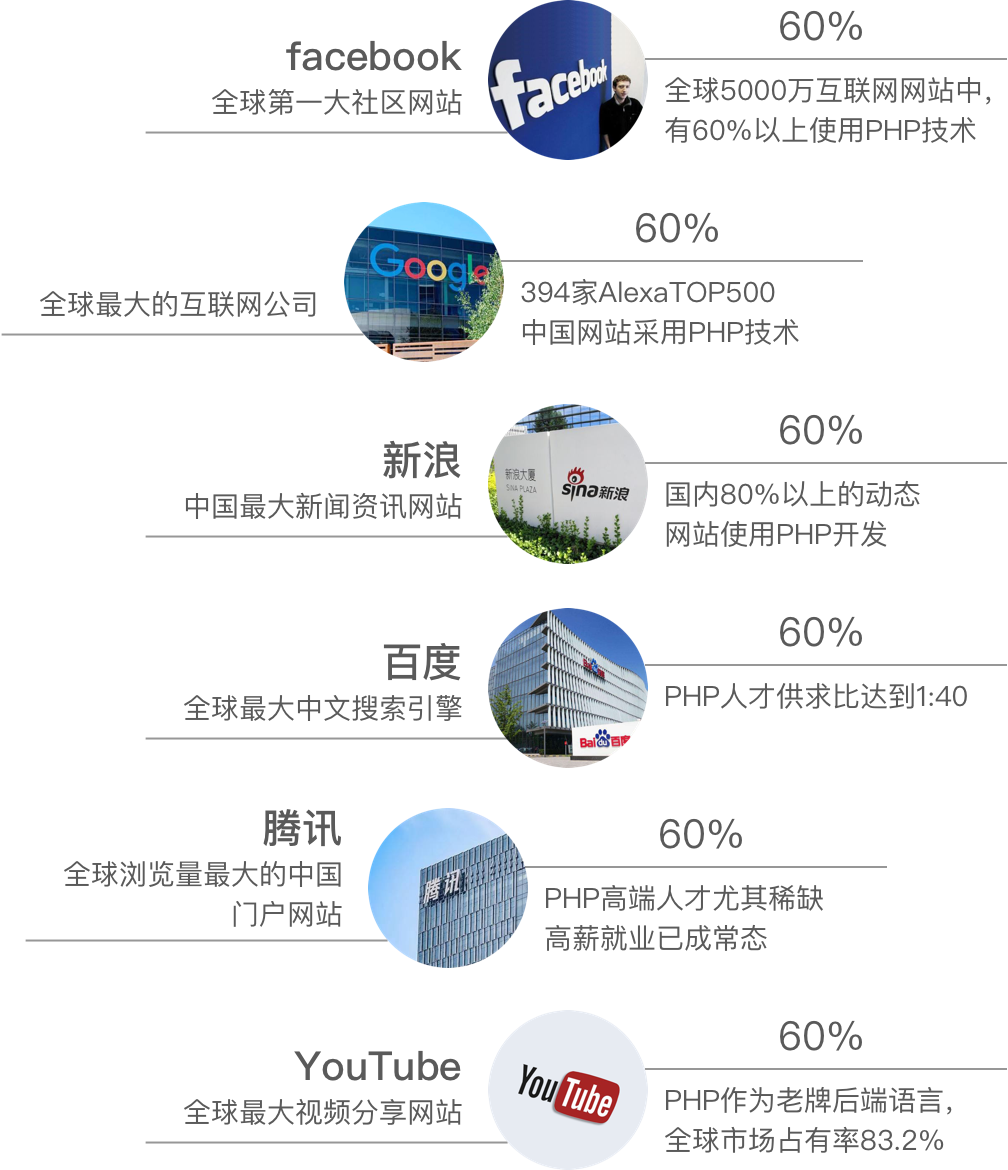 facebook
全球第一大社区网站
facebook
60%
全球5000万互联网网站中，
有60%以上使用PHP技术
全球最大的互联网公司
Google
60%
394家AlexaTOP500
中国网站采用PHP技术
新浪
中国最大新闻资讯网站
新浪大厦
SINA PLAZA
sina新浪
60%
国内80%以上的动态
网站使用PHP开发
百度
全球最大中文搜索引擎
Bai百度
Bai du 百度
60%
PHP人才供求比达到1:40
腾讯
全球浏览量最大的中国
门户网站
腾讯
60%
PHP高端人才尤其稀缺
高薪就业已成常态
YouTube
全球最大视频分享网站
YouTube
60%
PHP作为老牌后端语言，
全球市场占有率83.2%